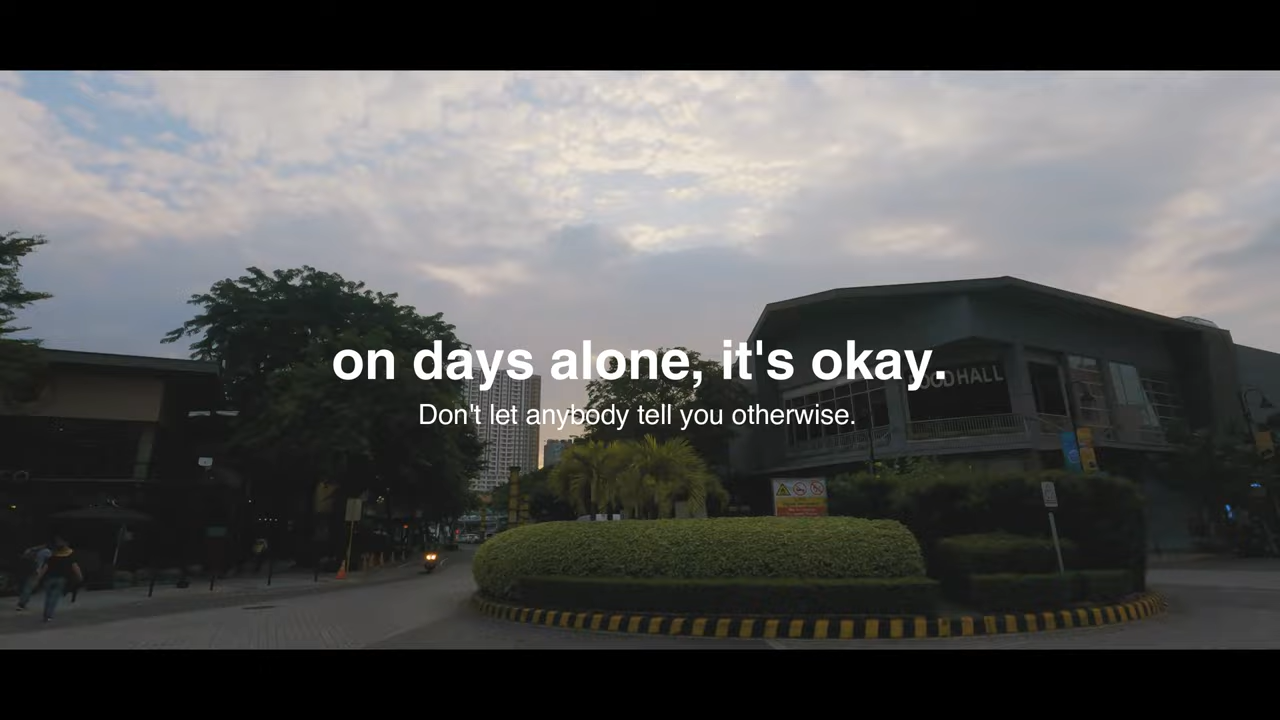 on days alone, it's okay.
Don't let anybody tell you otherwise.